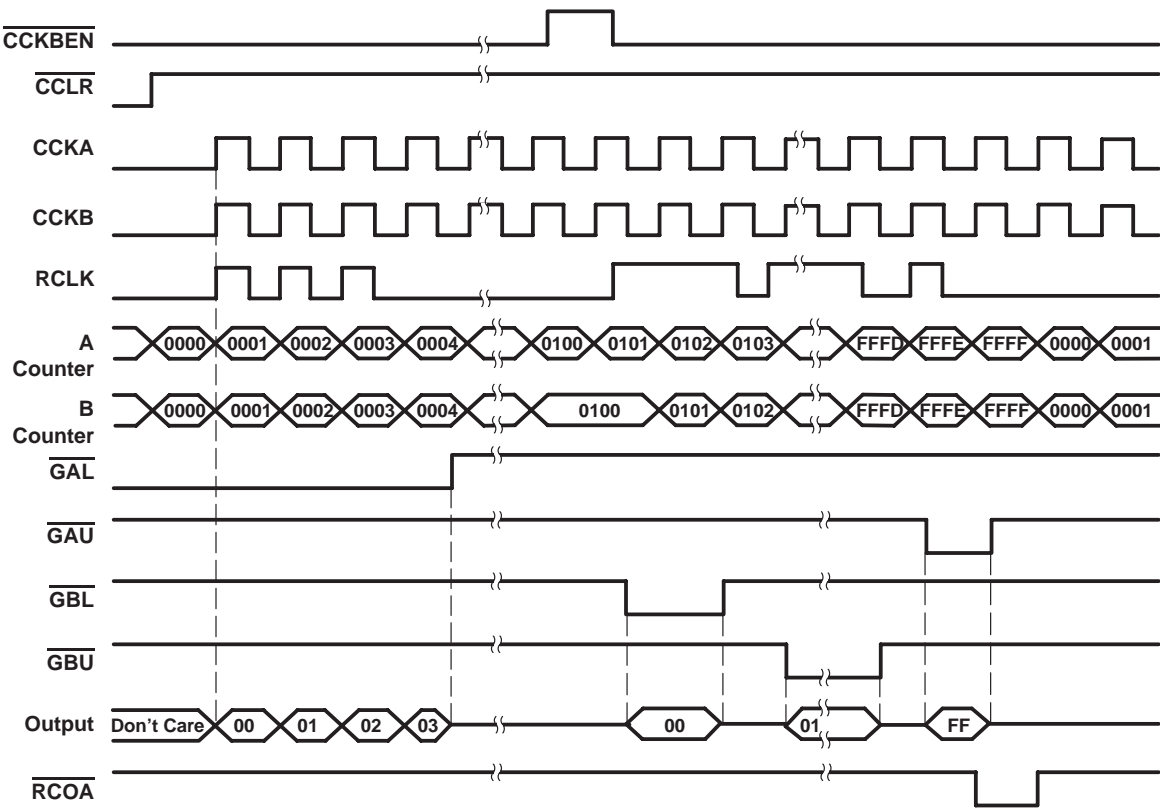 CCKBEN
CCLR
CCKA
CCKB
RCLK
A Counter 0000 0001 0002 0003 0004 0100 0101 0102 0103 FFFD FFFE FFFF 0000 0001
B Counter 0000 0001 0002 0003 0004 0100 0101 0102 FFFD FFFE FFFF 0000 0001
GAL
GAU
GBL
GBU
Output Don't Care 00 01 02 03 00 01 FF
RCOA